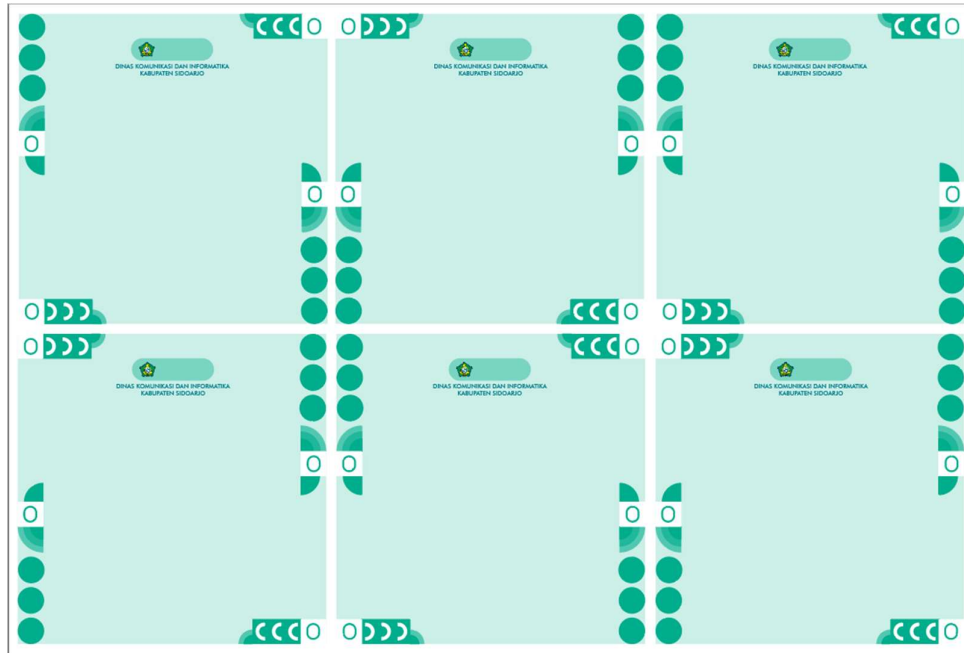 DINAS KOMUNIKASI DAN INFORMATIKA
KABUPATEN SIDOARJO
DINAS KOMUNIKASI DAN INFORMATIKA
KABUPATEN SIDOARJO
DINAS KOMUNIKASI DAN INFORMATIKA
KABUPATEN SIDOARJO
DINAS KOMUNIKASI DAN INFORMATIKA
KABUPATEN SIDOARJO
DINAS KOMUNIKASI DAN INFORMATIKA
KABUPATEN SIDOARJO
DINAS KOMUNIKASI DAN INFORMATIKA
KABUPATEN SIDOARJO